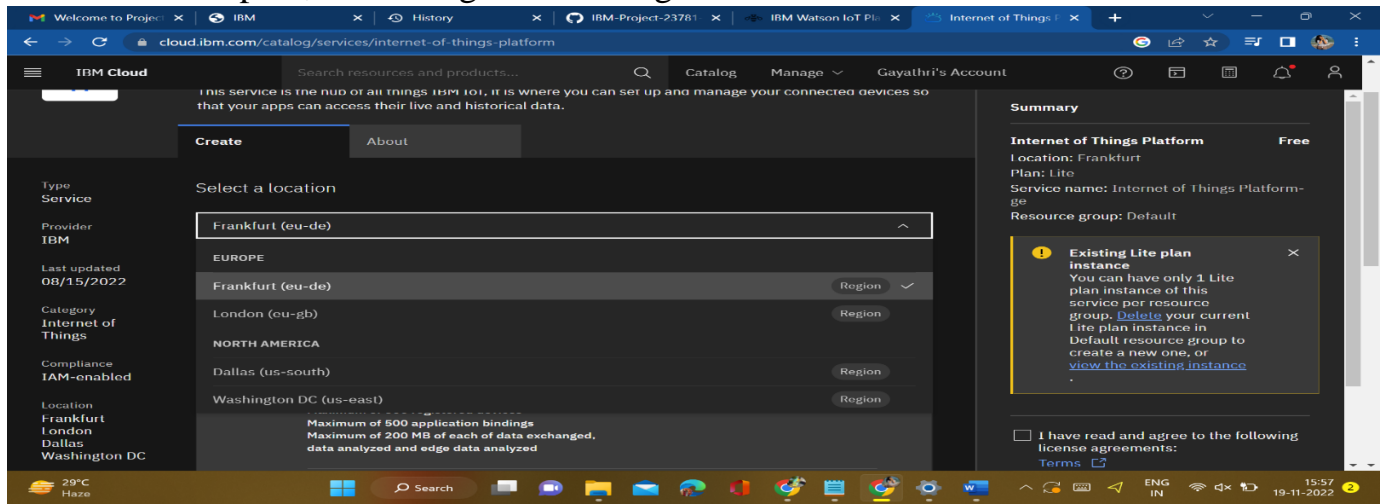 Welcome to Projec
IBM
History
IBM-Project-23781
IBM Watson IoT Pla
Internet of Things P
cloud.ibm.com/catalog/services/internet-of-things-platform
IBM Cloud
Search resources and products...
Catalog
Manage
Gayathri's Account
This service is the hub of all things IBM IoT, it is where you can set up and manage your connected devices so
that your apps can access their live and historical data.
Create
About
Type
Service
Provider
IBM
Last updated
08/15/2022
Category
Internet of
Things
Compliance
IAM-enabled
Location
Frankfurt
London
Dallas
Washington DC
Select a location
Frankfurt (eu-de)
EUROPE
Frankfurt (eu-de) Region
London (eu-gb) Region
NORTH AMERICA
Dallas (us-south) Region
Washington DC (us-east) Region
Maximum of 500 application bindings
Maximum of 200 MB of each of data exchanged,
data analyzed and edge data analyzed
Summary
Internet of Things Platform Free
Location: Frankfurt
Plan: Lite
Service name: Internet of Things Platform-
ge
Resource group: Default
Existing Lite plan
instance
You can have only 1 Lite
plan instance of this
service per resource
group. Delete your current
Lite plan instance in
Default resource group to
create a new one, or
view the existing instance
.
I have read and agree to the following
license agreements:
Terms
29°C
Haze
Search
ENG
IN
15:57
19-11-2022
2